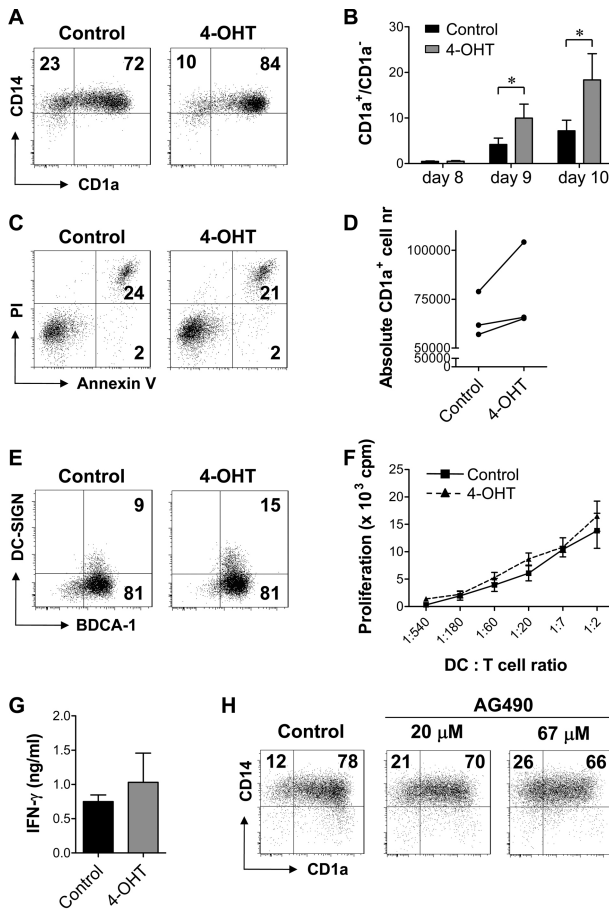 A
Control
4-OHT
23
72
10
84
CD14
CD1a
B
Control
4-OHT
CD1a⁺/CD1a⁻
30
20
10
0
*
*
day 8
day 9
day 10
C
Control
4-OHT
24
2
21
2
PI
Annexin V
D
Absolute CD1a⁺ cell nr
100000
75000
50000
50000
0
Control
4-OHT
E
Control
4-OHT
9
81
15
81
DC-SIGN
BDCA-1
F
Control
4-OHT
Proliferation (x 10³ cpm)
25
20
15
10
5
0
1:540
1:180
1:60
1:20
1:7
1:2
DC : T cell ratio
G
IFN-γ (ng/ml)
2.0
1.5
1.0
0.5
0.0
Control
4-OHT
H
AG490
Control
20 μM
67 μM
12
78
21
70
26
66
CD14
CD1a